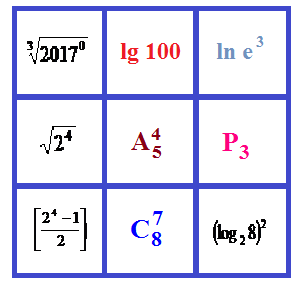 ∛(2017⁰) lg 100 ln e³
√(2⁴) A₅⁴ P₃
[(2⁴ − 1)/2] C₈⁷ (log₂ 8)²